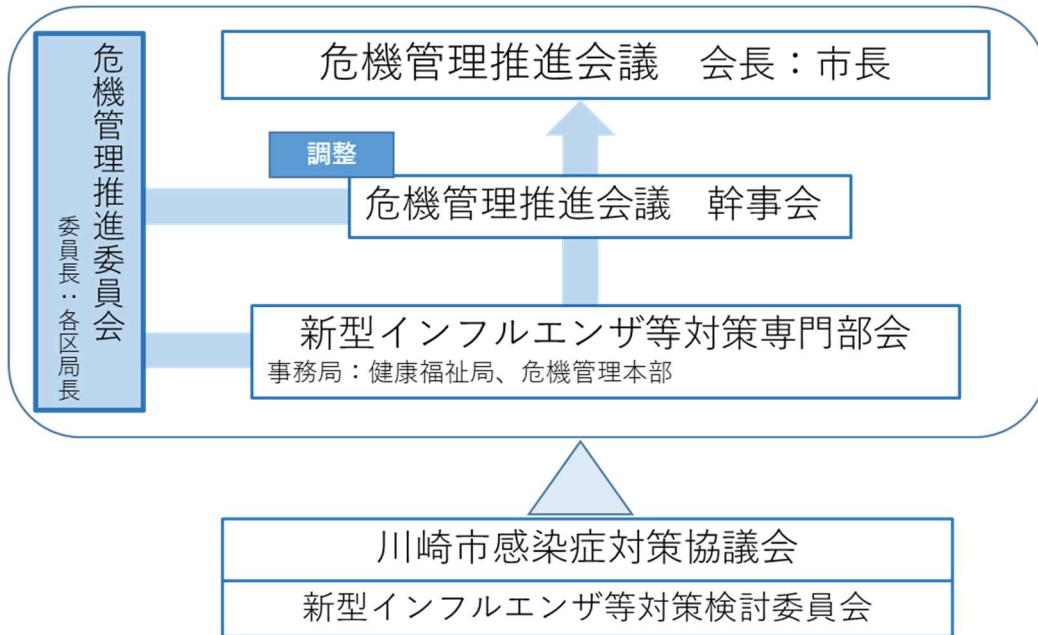 危機管理推進会議　会長：市長
危機管理推進委員会
委員長：各区局長
調整
危機管理推進会議　幹事会
新型インフルエンザ等対策専門部会
事務局：健康福祉局、危機管理本部
川崎市感染症対策協議会
新型インフルエンザ等対策検討委員会